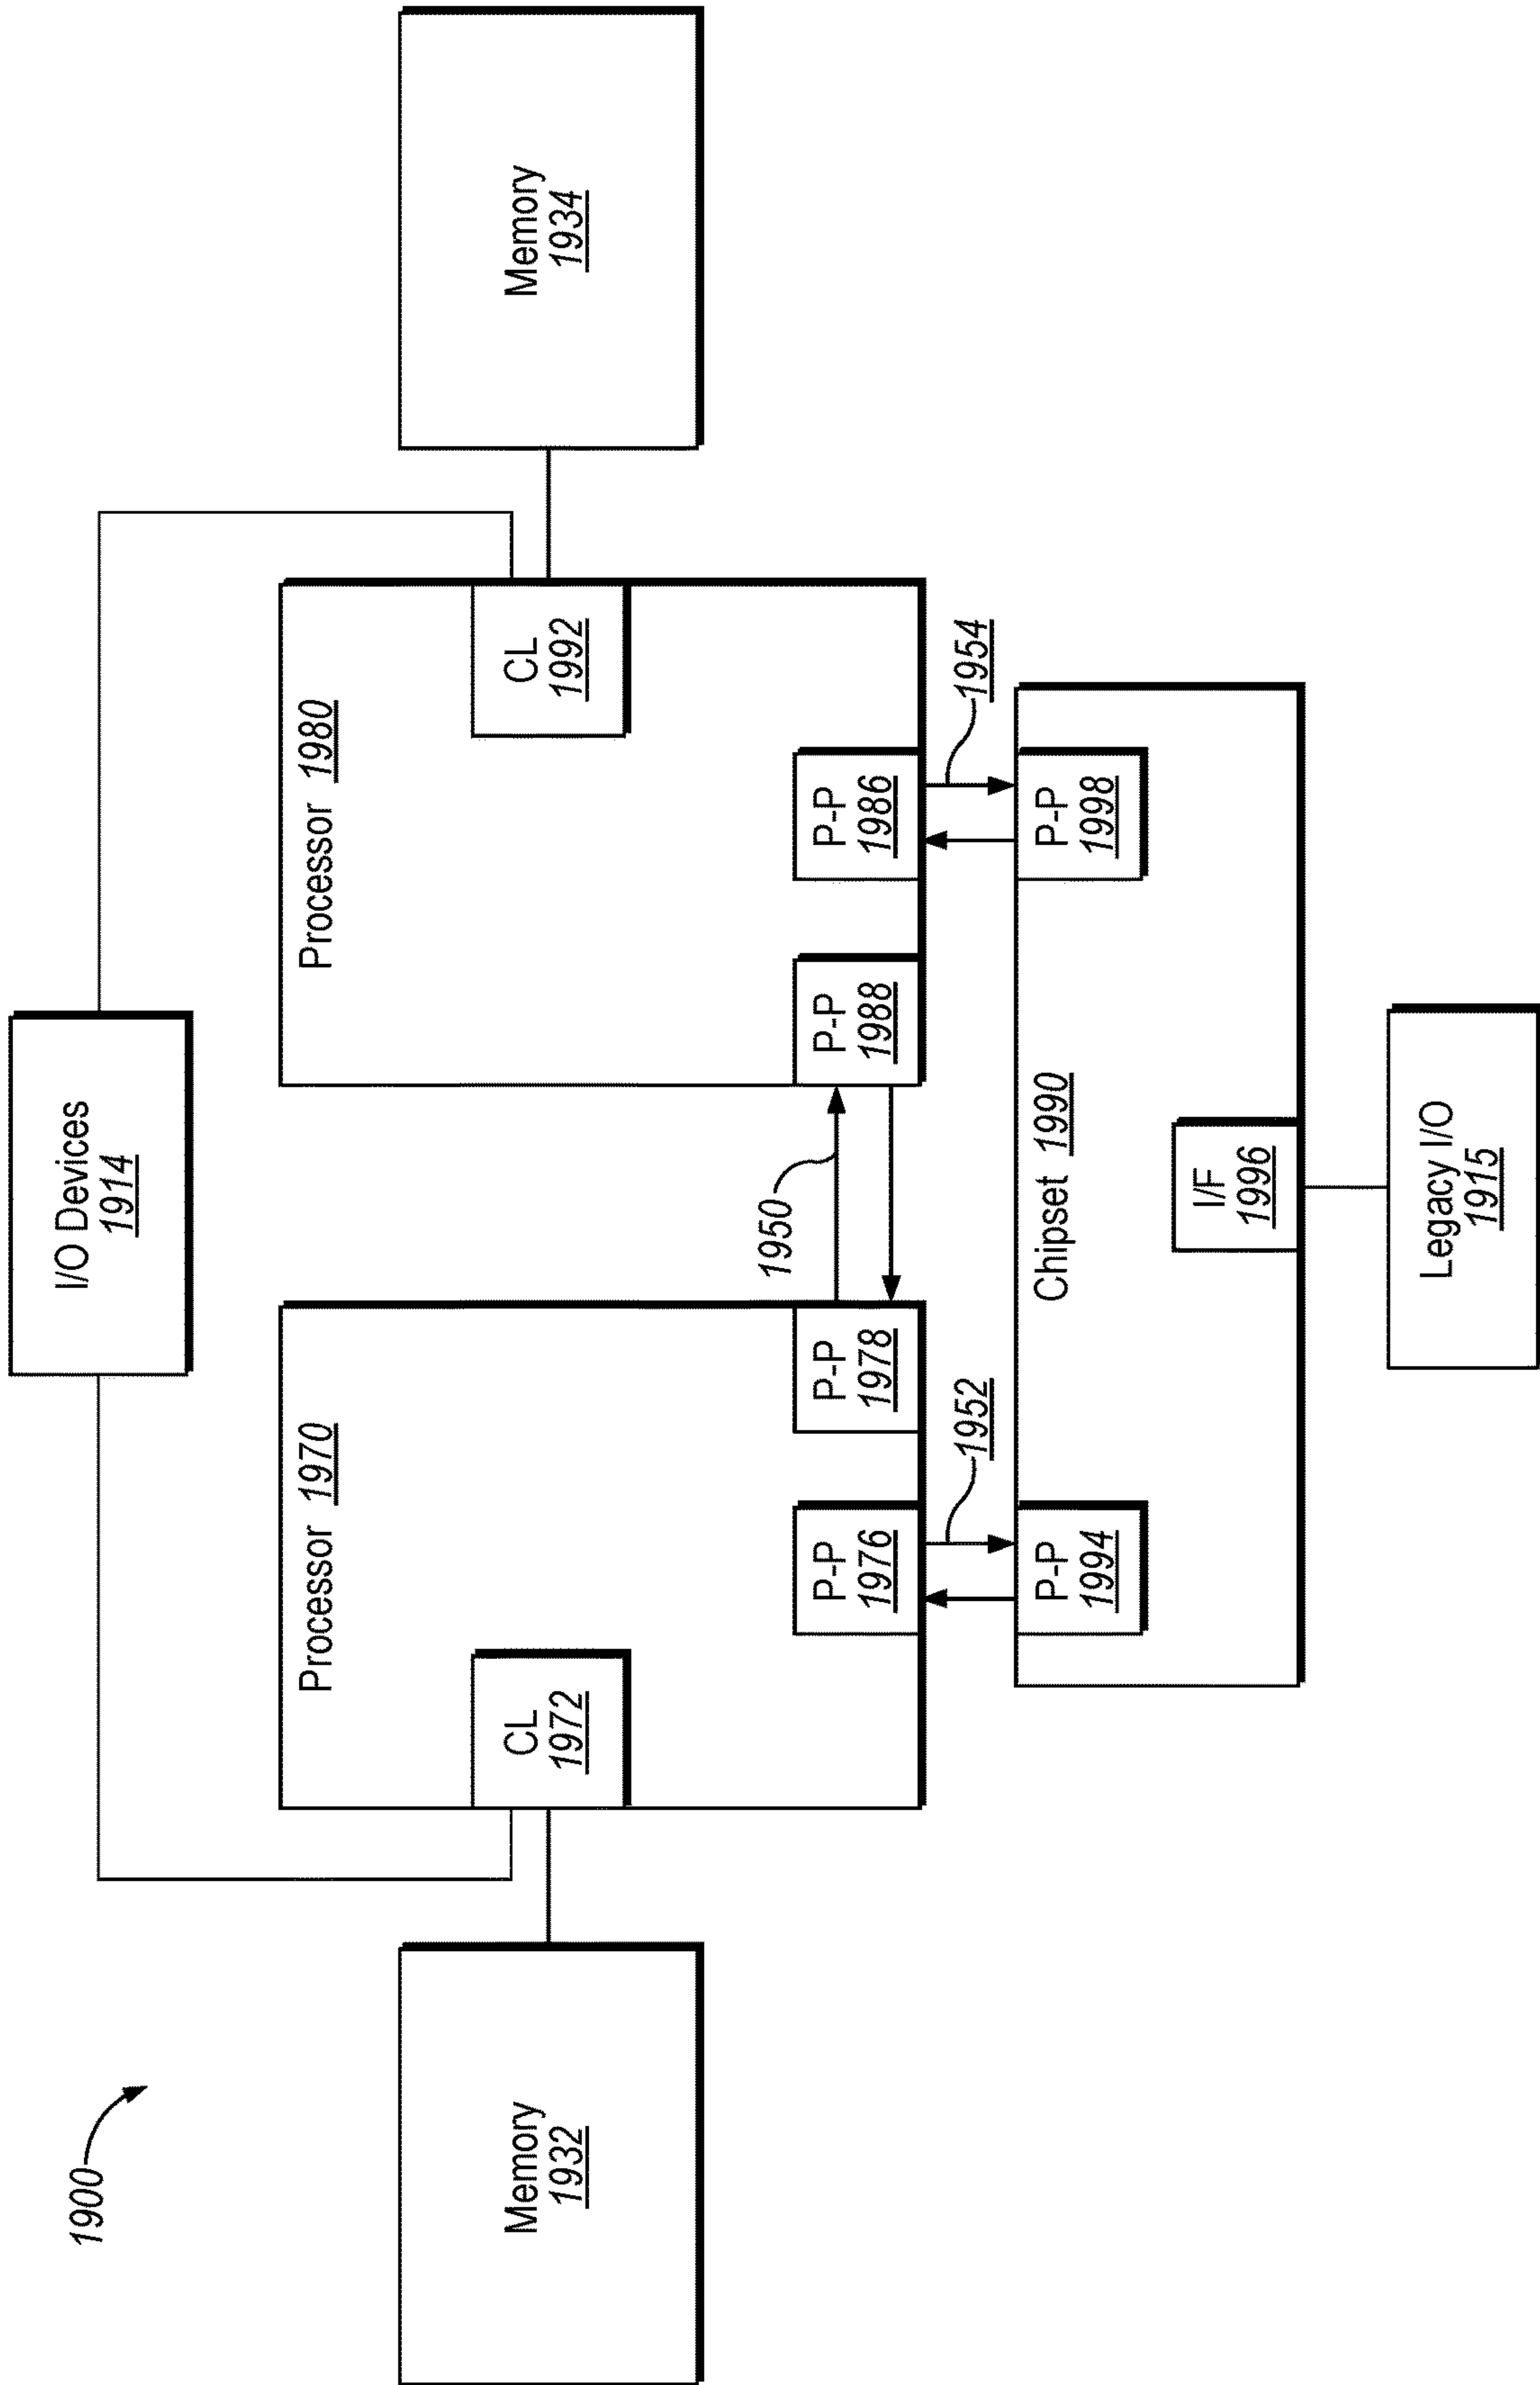 1900
I/O Devices
1914
Memory
1932
Processor 1970
CL
1972
P-P
1976
P-P
1978
1950
Processor 1980
CL
1992
P-P
1988
P-P
1986
Memory
1934
1952
1954
P-P
1994
Chipset 1990
P-P
1998
I/F
1996
Legacy I/O
1915